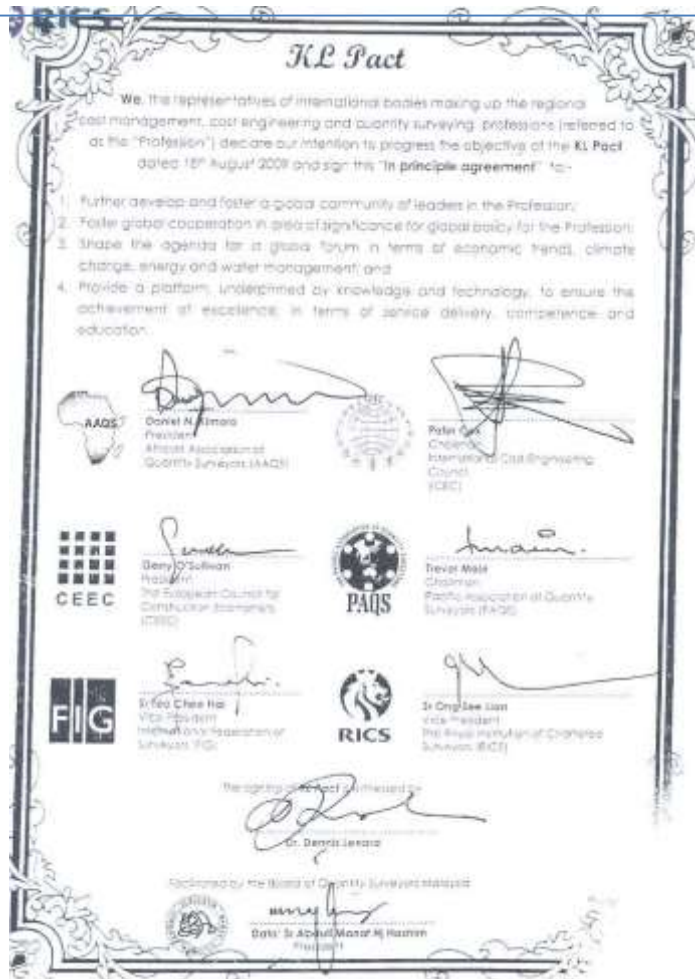 RICS
KL Pact
We, the representatives of international bodies making up the regional
cost management, cost engineering and quantity surveying professions (referred to
as the "Profession") declare our intention to progress the objective of the KL Pact
dated 18th August 2009 and sign this "In principle agreement" to:-
1. Further develop and foster a global community of leaders in the Profession;
2. Foster global cooperation in area of significance for global policy for the Profession;
3. Shape the agenda for a global forum in terms of economic trends, climate
change, energy and water management; and
4. Provide a platform, underpinned by knowledge and technology, to ensure the
achievement of excellence, in terms of service delivery, competence and
education.
AAQS
Daniel N. Kimoro
President
African Association of
Quantity Surveyors (AAQS)
Peter Cox
Chairman
International Cost Engineering
Council
(ICEC)
CEEC
Gerry O'Sullivan
President
The European Council for
Construction Economists
(CEEC)
PAQS
Trevor Main
Chairman
Pacific Association of Quantity
Surveyors (PAQS)
FIG
Sr Teo Chee Hai
Vice President
International Federation of
Surveyors (FIG)
RICS
Sr Ong See Lian
Vice President
The Royal Institution of Chartered
Surveyors (RICS)
The signing of KL Pact is witnessed by
Dr. Dennis Lenard
Facilitated by the Board of Quantity Surveyors Malaysia
Dato' Sr Abdull Manaf Hj Hashim
President